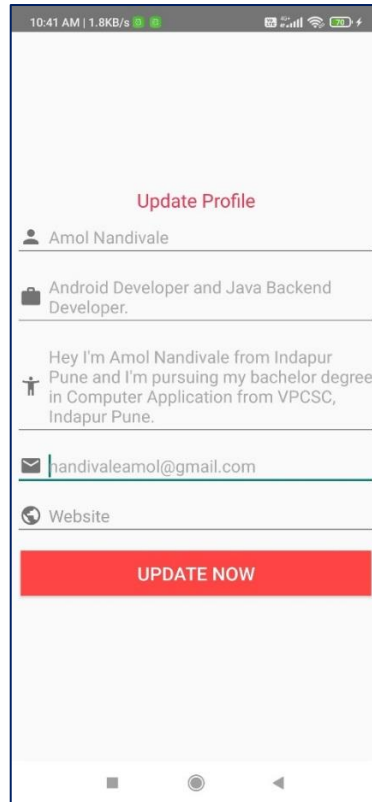 10:41 AM | 1.8KB/s
70
Update Profile
Amol Nandivale
Android Developer and Java Backend
Developer.
Hey I'm Amol Nandivale from Indapur
Pune and I'm pursuing my bachelor degree
in Computer Application from VPCSC,
Indapur Pune.
nandivaleamol@gmail.com
Website
UPDATE NOW